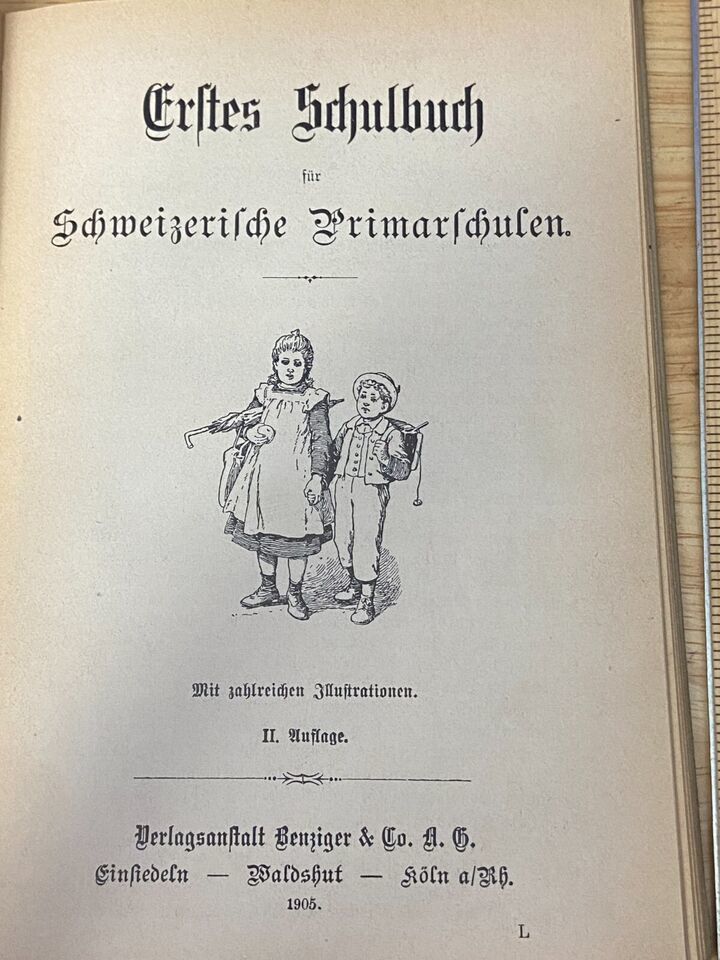 Erstes Schulbuch
für
Schweizerische Primarschulen.
Mit zahlreichen Illustrationen.
II. Auflage.
Verlagsanstalt Benziger & Co. A. G.
Einsiedeln — Waldshut — Köln a/Rh.
1905.
L